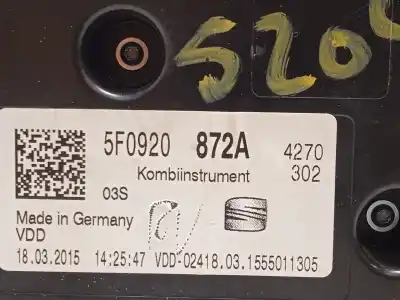 520
5F0920 872A 4270
Kombiinstrument 302
03S
Made in Germany
VDD
18.03.2015 14:25:47 VDD-02418.03.1555011305